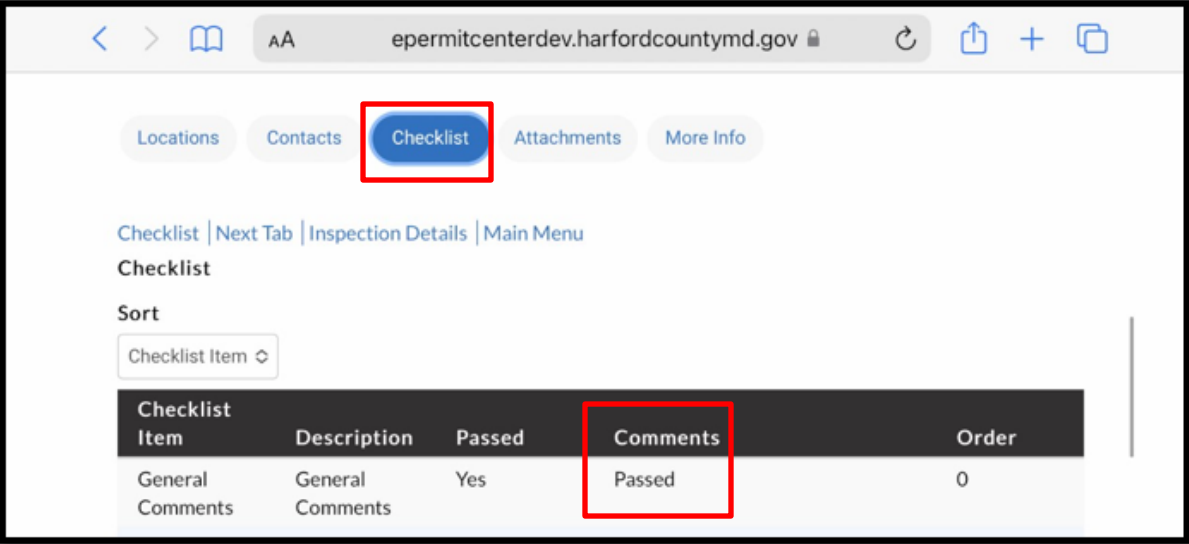 AA epermitcenterdev.harfordcountymd.gov
Locations Contacts Checklist Attachments More Info
Checklist | Next Tab | Inspection Details | Main Menu
Checklist
Sort
Checklist Item
Checklist
Item Description Passed Comments Order
General General Yes Passed 0
Comments Comments